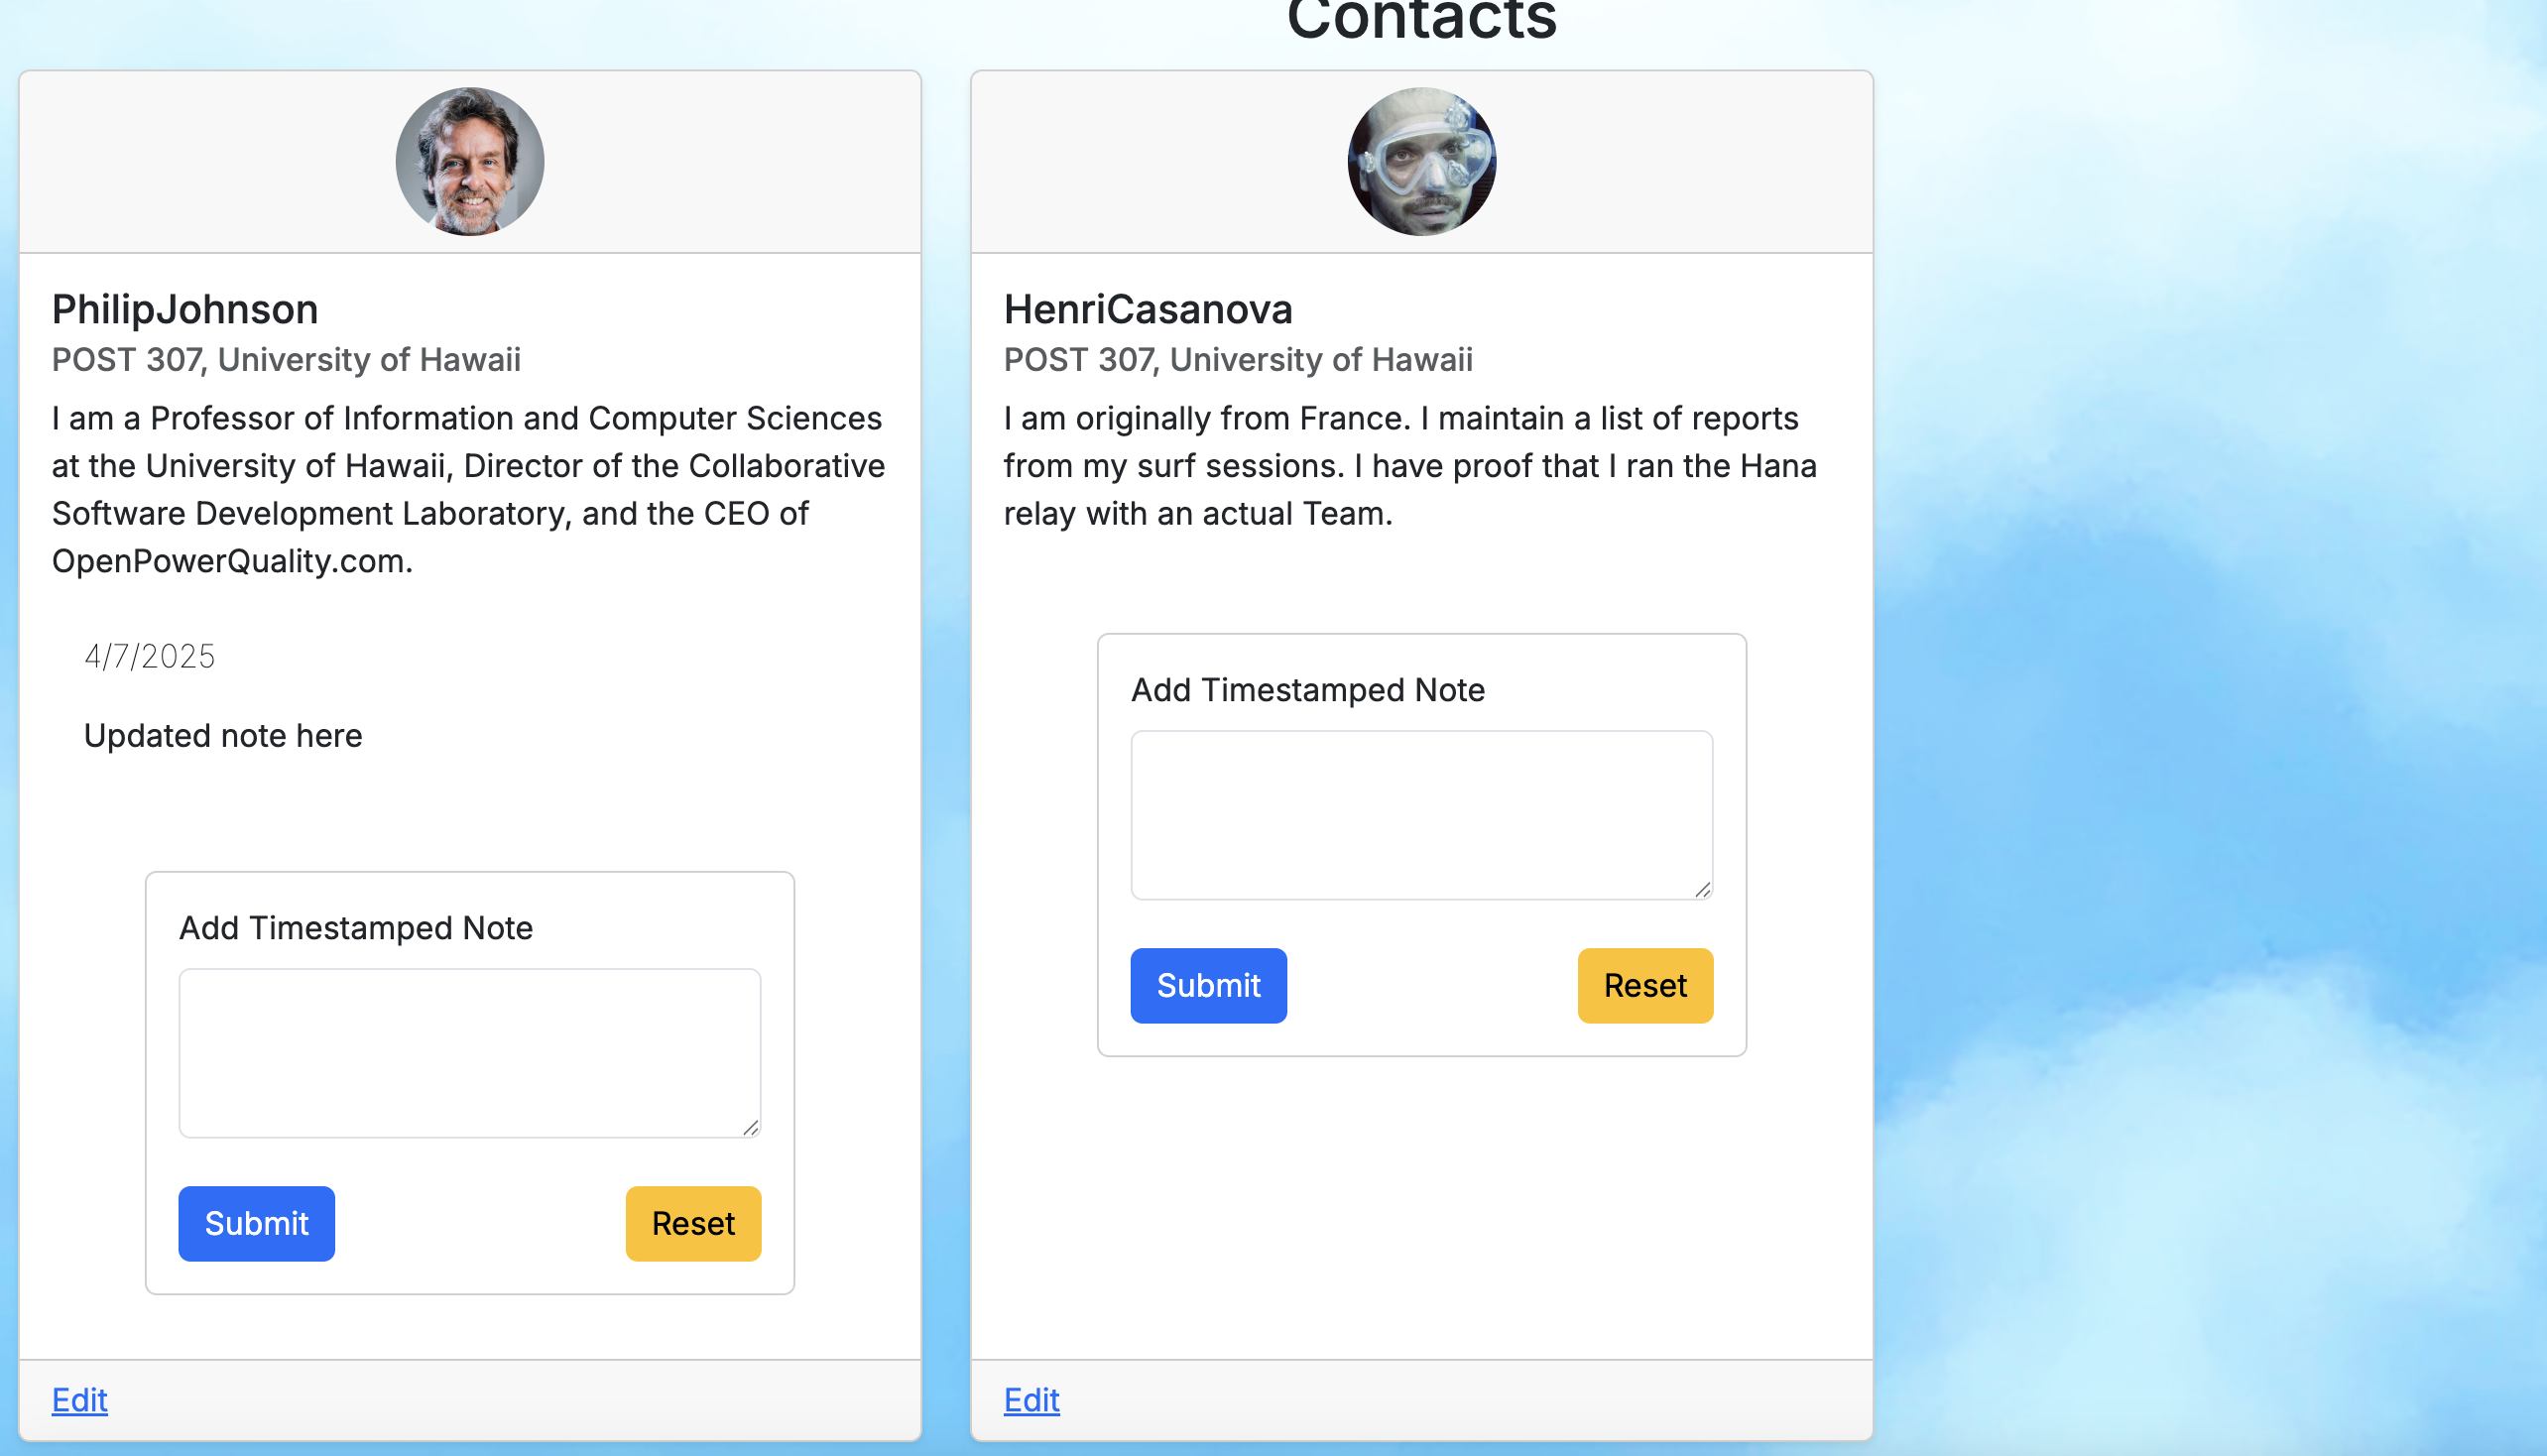 Contacts
PhilipJohnson
POST 307, University of Hawaii
I am a Professor of Information and Computer Sciences
at the University of Hawaii, Director of the Collaborative
Software Development Laboratory, and the CEO of
OpenPowerQuality.com.
4/7/2025
Updated note here
Add Timestamped Note
Submit
Reset
Edit
HenriCasanova
POST 307, University of Hawaii
I am originally from France. I maintain a list of reports
from my surf sessions. I have proof that I ran the Hana
relay with an actual Team.
Add Timestamped Note
Submit
Reset
Edit